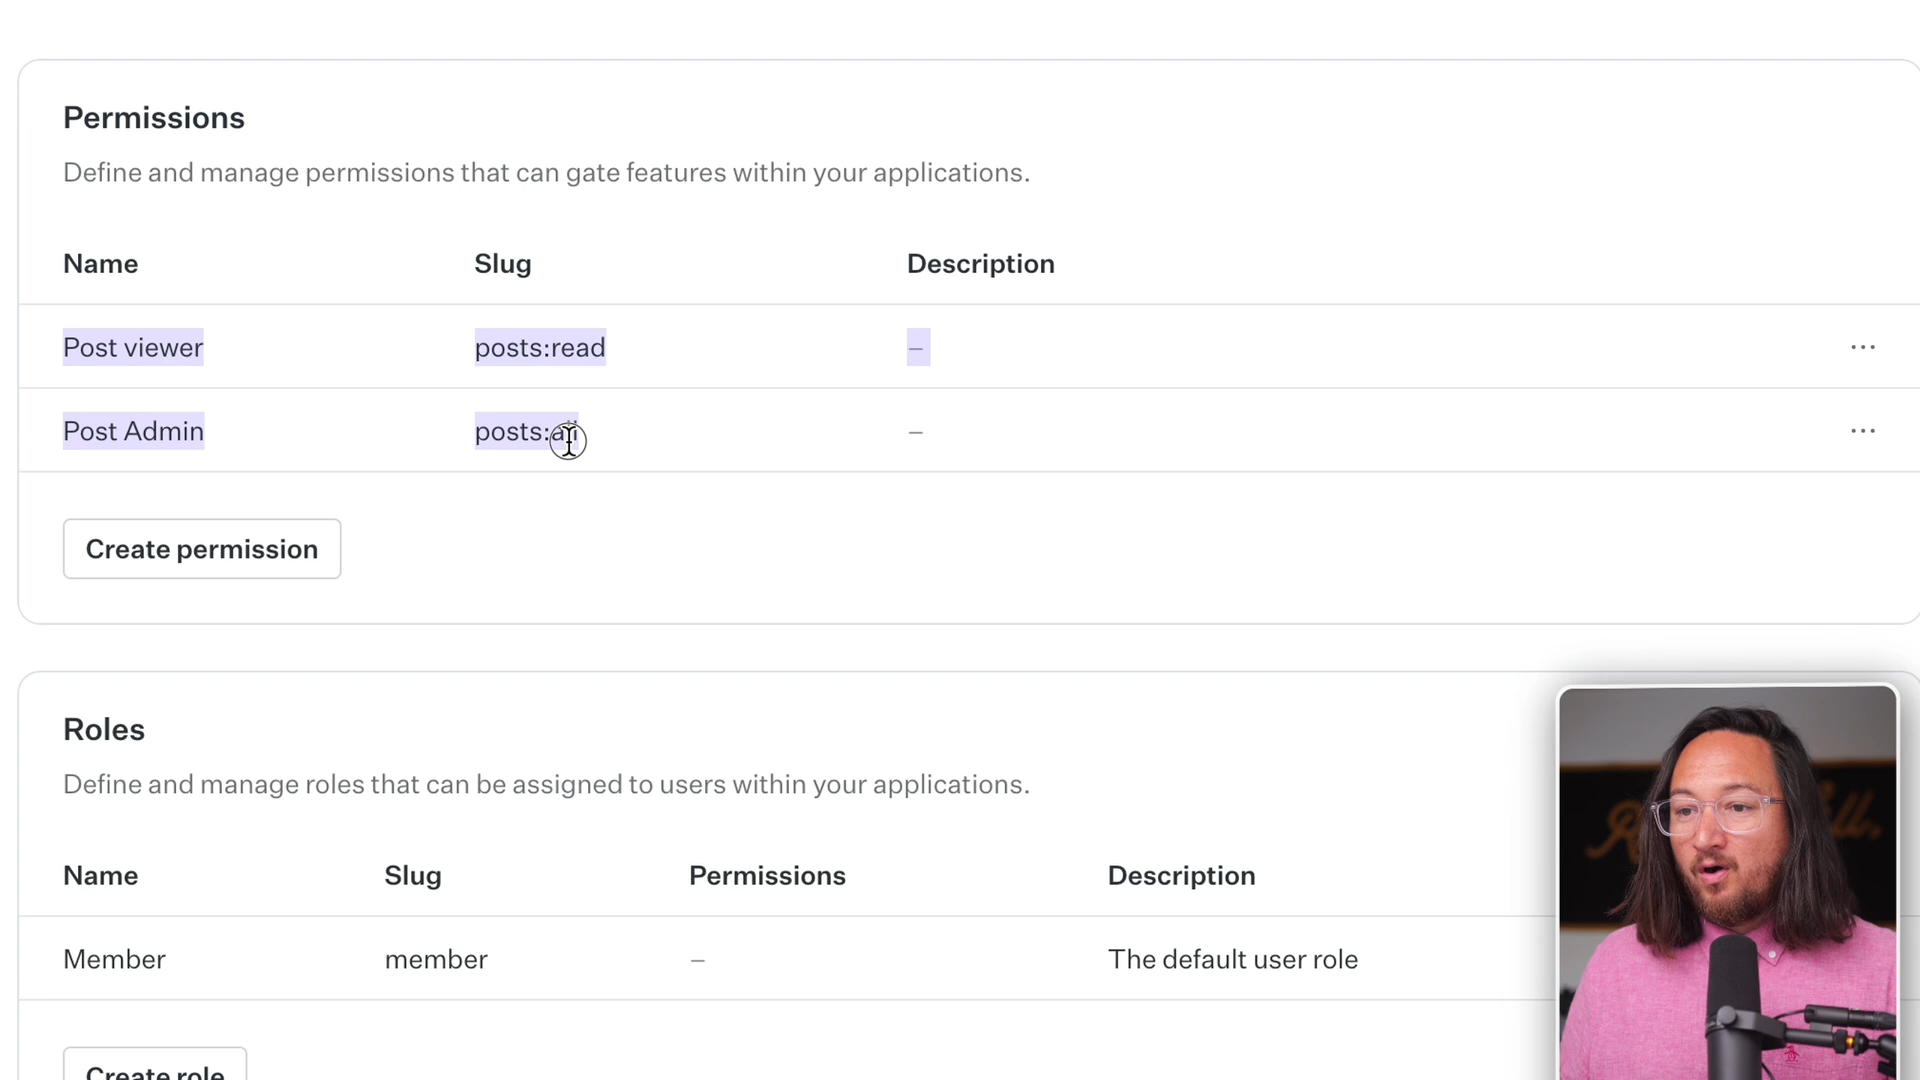 Permissions
Define and manage permissions that can gate features within your applications.
Name Slug Description
Post viewer posts:read –
Post Admin posts:all –
Create permission
Roles
Define and manage roles that can be assigned to users within your applications.
Name Slug Permissions Description
Member member – The default user role
Create role